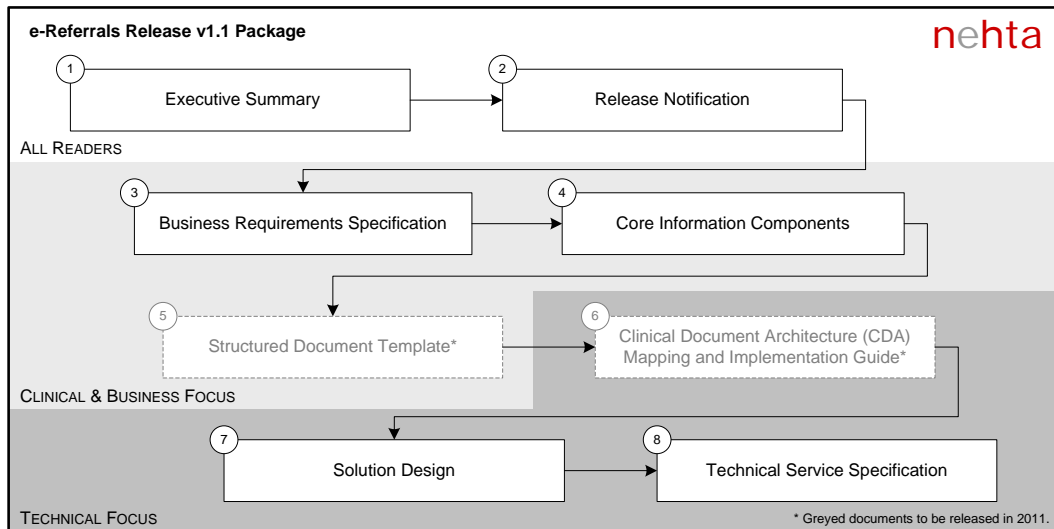 e-Referrals Release v1.1 Package
nehta
1
Executive Summary
2
Release Notification
ALL READERS
3
Business Requirements Specification
4
Core Information Components
5
Structured Document Template*
6
Clinical Document Architecture (CDA)
Mapping and Implementation Guide*
CLINICAL & BUSINESS FOCUS
7
Solution Design
8
Technical Service Specification
TECHNICAL FOCUS
* Greyed documents to be released in 2011.